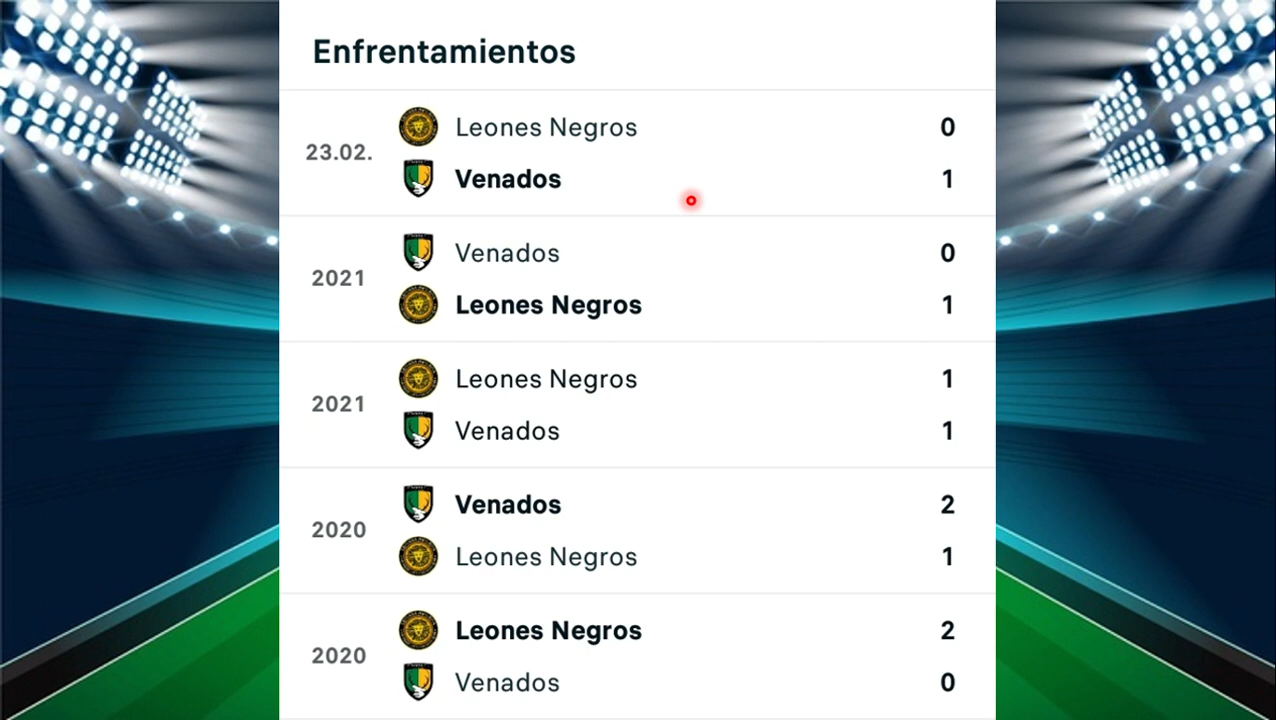 Enfrentamientos
23.02.
Leones Negros 0
Venados 1
2021
Venados 0
Leones Negros 1
2021
Leones Negros 1
Venados 1
2020
Venados 2
Leones Negros 1
2020
Leones Negros 2
Venados 0